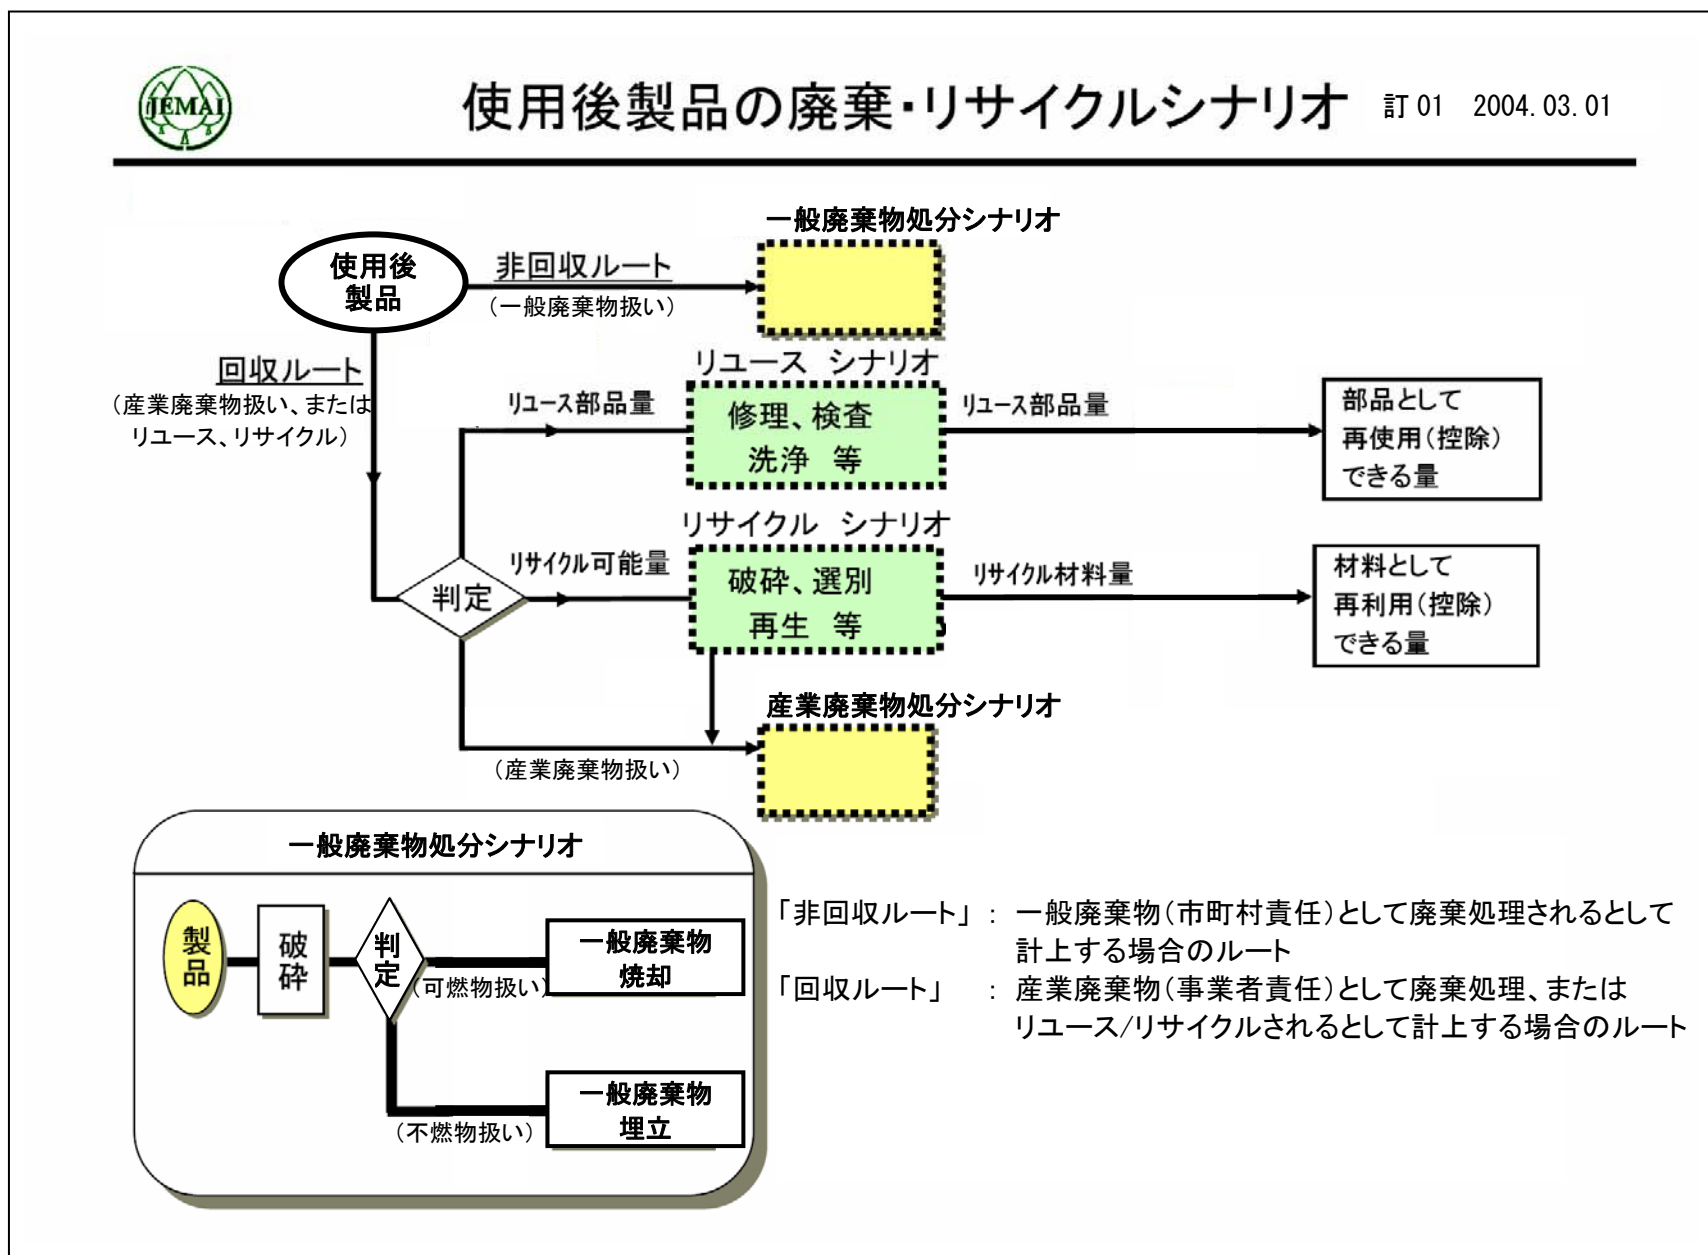 JEMAI
使用後製品の廃棄・リサイクルシナリオ 訂01 2004.03.01
一般廃棄物処分シナリオ
使用後
製品
非回収ルート
(一般廃棄物扱い)
回収ルート
(産業廃棄物扱い、または
リユース、リサイクル)
リユース シナリオ
リユース部品量
修理、検査
洗浄 等
リユース部品量
部品として
再使用(控除)
できる量
リサイクル シナリオ
判定
リサイクル可能量
破砕、選別
再生 等
リサイクル材料量
材料として
再利用(控除)
できる量
産業廃棄物処分シナリオ
(産業廃棄物扱い)
一般廃棄物処分シナリオ
製品
破砕
判定
(可燃物扱い)
一般廃棄物
焼却
(不燃物扱い)
一般廃棄物
埋立
「非回収ルート」 : 一般廃棄物(市町村責任)として廃棄処理されるとして
計上する場合のルート
「回収ルート」 : 産業廃棄物(事業者責任)として廃棄処理、または
リユース/リサイクルされるとして計上する場合のルート